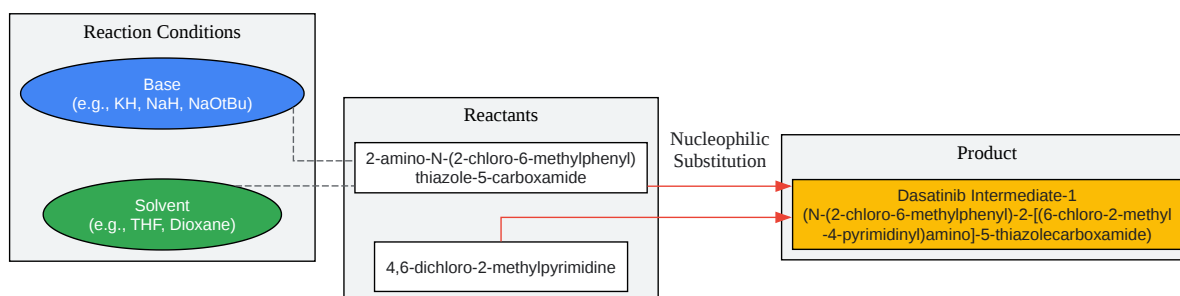 Reaction Conditions
Base
(e.g., KH, NaH, NaOtBu)
Solvent
(e.g., THF, Dioxane)
Reactants
2-amino-N-(2-chloro-6-methylphenyl)
thiazole-5-carboxamide
4,6-dichloro-2-methylpyrimidine
Nucleophilic
Substitution
Product
Dasatinib Intermediate-1
(N-(2-chloro-6-methylphenyl)-2-[(6-chloro-2-methyl
-4-pyrimidinyl)amino]-5-thiazolecarboxamide)